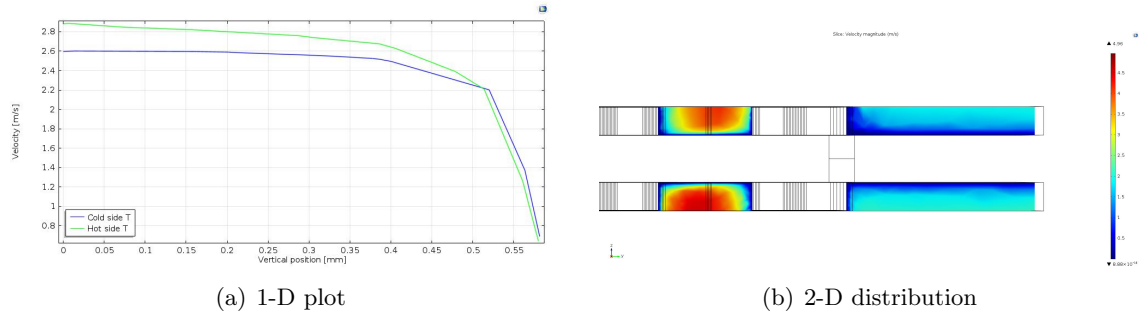 2.8
2.6
2.4
2.2
2
1.8
1.6
1.4
1.2
1
0.8
Velocity [m/s]
Cold side T
Hot side T
0 0.05 0.1 0.15 0.2 0.25 0.3 0.35 0.4 0.45 0.5 0.55
Vertical position [mm]
(a) 1-D plot
Slice: Velocity magnitude (m/s)
▲ 4.96
4.5
4
3.5
3
2.5
2
1.5
1
0.5
z
(b) 2-D distribution